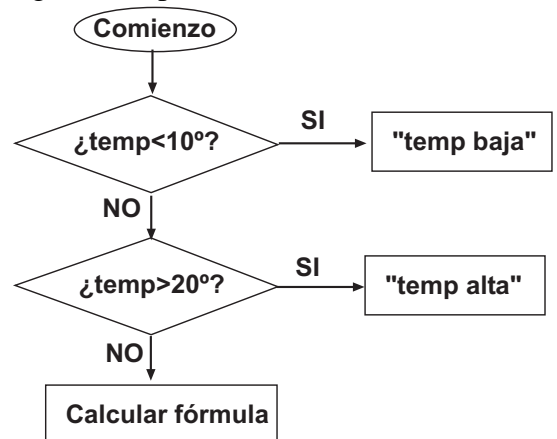 Comienzo
¿temp<10º?
SI
"temp baja"
NO
¿temp>20º?
SI
"temp alta"
NO
Calcular fórmula